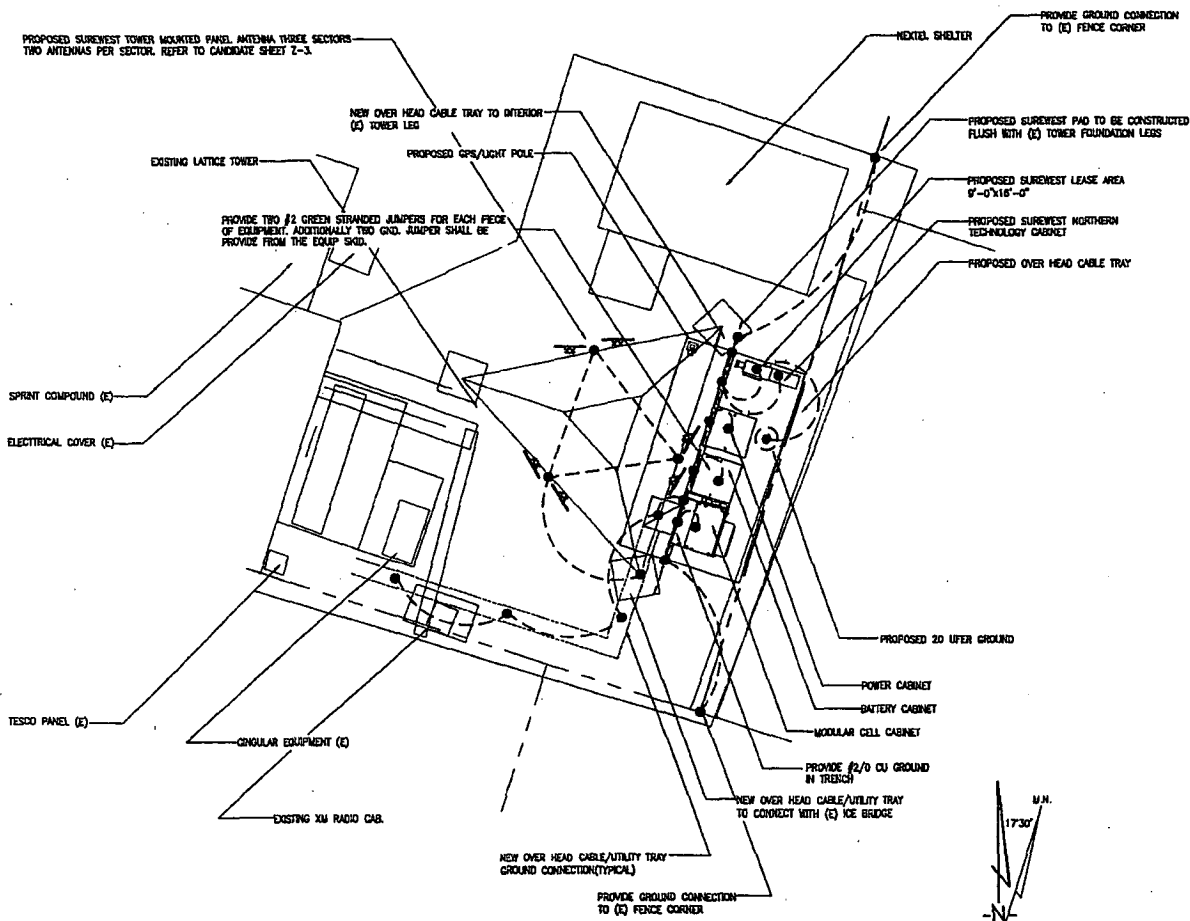 PROPOSED SUREWEST TOWER MOUNTED PANEL ANTENNA THREE SECTORS
TWO ANTENNAS PER SECTOR. REFER TO CANDIDATE SHEET Z-3.
PROVIDE GROUND CONNECTION
TO (E) FENCE CORNER
NEXTEL SHELTER
NEW OVER HEAD CABLE TRAY TO INTERIOR
(E) TOWER LEG
PROPOSED SUREWEST PAD TO BE CONSTRUCTED
FLUSH WITH (E) TOWER FOUNDATION LEGS
EXISTING LATTICE TOWER
PROPOSED GPS/LIGHT POLE
PROPOSED SUREWEST LEASE AREA
9'-0"x16'-0"
PROVIDE TWO #2 GREEN STRANDED JUMPERS FOR EACH PIECE
OF EQUIPMENT. ADDITIONALLY TWO GND. JUMPER SHALL BE
PROVIDE FROM THE EQUIP SKID.
PROPOSED SUREWEST NORTHERN
TECHNOLOGY CABINET
PROPOSED OVER HEAD CABLE TRAY
SPRINT COMPOUND (E)
ELECTTRICAL COVER (E)
PROPOSED 20 UFER GROUND
POWER CABINET
BATTERY CABINET
TESCO PANEL (E)
MODULAR CELL CABINET
CINGULAR EQUIPMENT (E)
PROVIDE #2/0 CU GROUND
IN TRENCH
NEW OVER HEAD CABLE/UTILITY TRAY
TO CONNECT WITH (E) ICE BRIDGE
EXISTING XM RADIO CAB.
M.N.
17'30"
NEW OVER HEAD CABLE/UTILITY TRAY
GROUND CONNECTION(TYPICAL)
PROVIDE GROUND CONNECTION
TO (E) FENCE CORNER
-N-